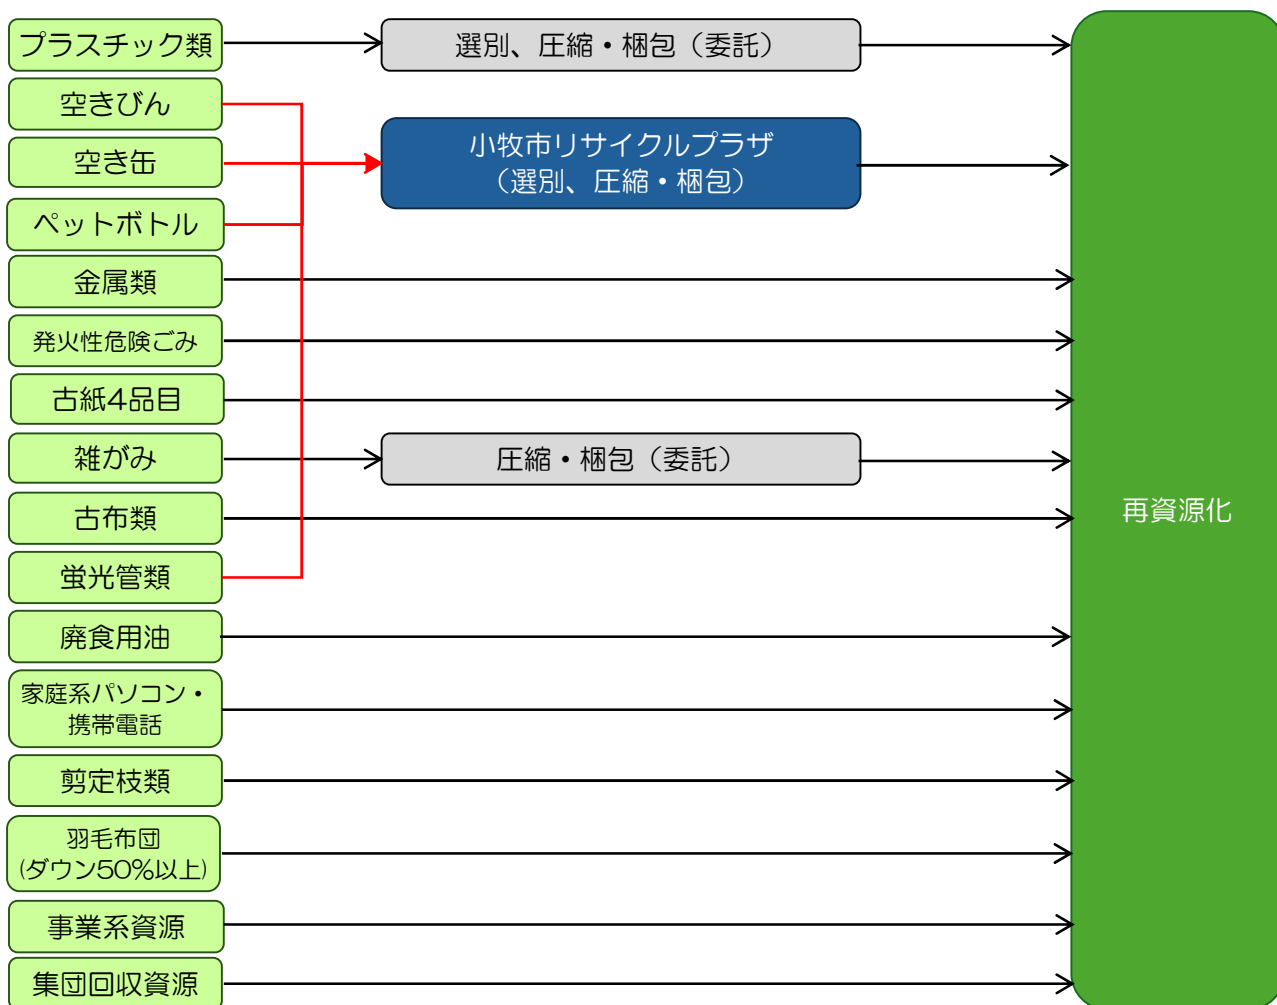 プラスチック類
選別、圧縮・梱包（委託）
空きびん
小牧市リサイクルプラザ
（選別、圧縮・梱包）
空き缶
ペットボトル
金属類
発火性危険ごみ
古紙4品目
雑がみ
圧縮・梱包（委託）
古布類
再資源化
蛍光管類
廃食用油
家庭系パソコン・
携帯電話
剪定枝類
羽毛布団
(ダウン50%以上)
事業系資源
集団回収資源